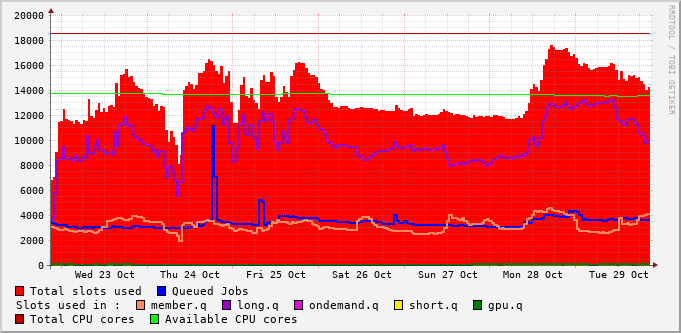 20000
18000
16000
14000
12000
10000
8000
6000
4000
2000
0
Wed 23 Oct Thu 24 Oct Fri 25 Oct Sat 26 Oct Sun 27 Oct Mon 28 Oct Tue 29 Oct
Total slots used Queued Jobs
Slots used in : member.q long.q ondemand.q short.q gpu.q
Total CPU cores Available CPU cores
RRDTOOL / TOBI OETIKER